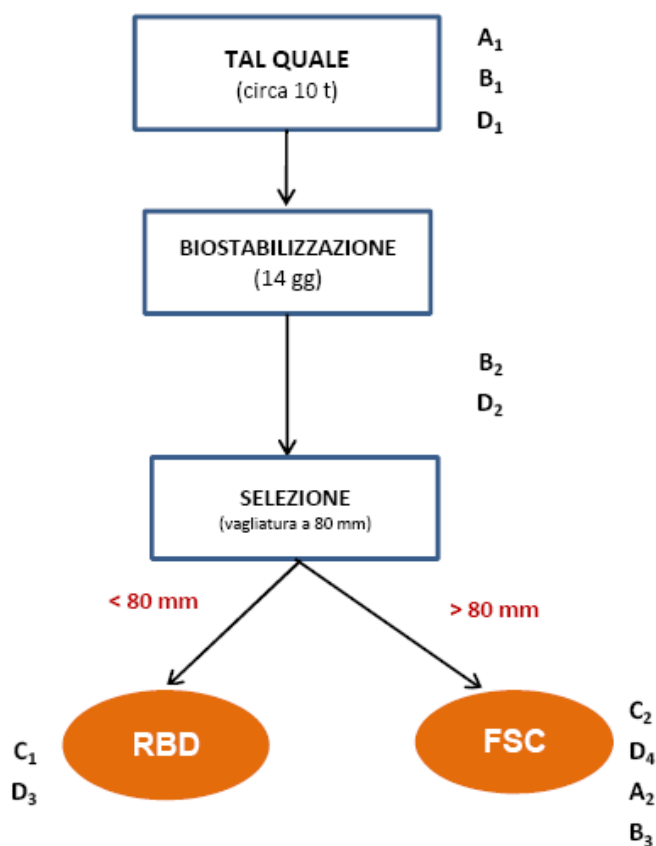 TAL QUALE
(circa 10 t)
A₁
B₁
D₁
BIOSTABILIZZAZIONE
(14 gg)
B₂
D₂
SELEZIONE
(vagliatura a 80 mm)
< 80 mm
> 80 mm
RBD
C₁
D₃
FSC
C₂
D₄
A₂
B₃